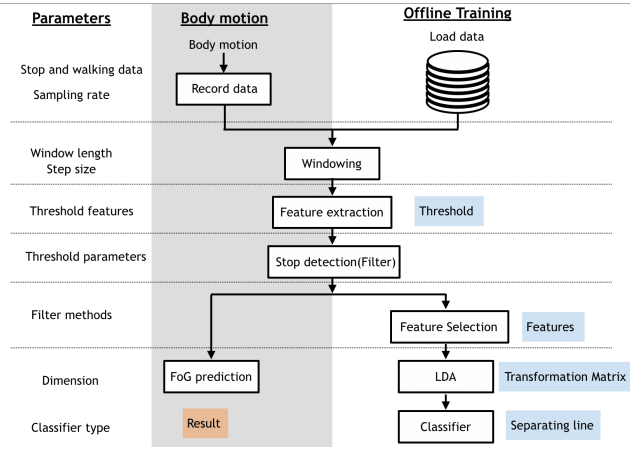 Parameters
Body motion
Offline Training
Body motion
Load data
Stop and walking data
Sampling rate
Record data
Window length
Step size
Windowing
Threshold features
Feature extraction
Threshold
Threshold parameters
Stop detection(Filter)
Filter methods
Feature Selection
Features
Dimension
FoG prediction
LDA
Transformation Matrix
Classifier type
Result
Classifier
Separating line